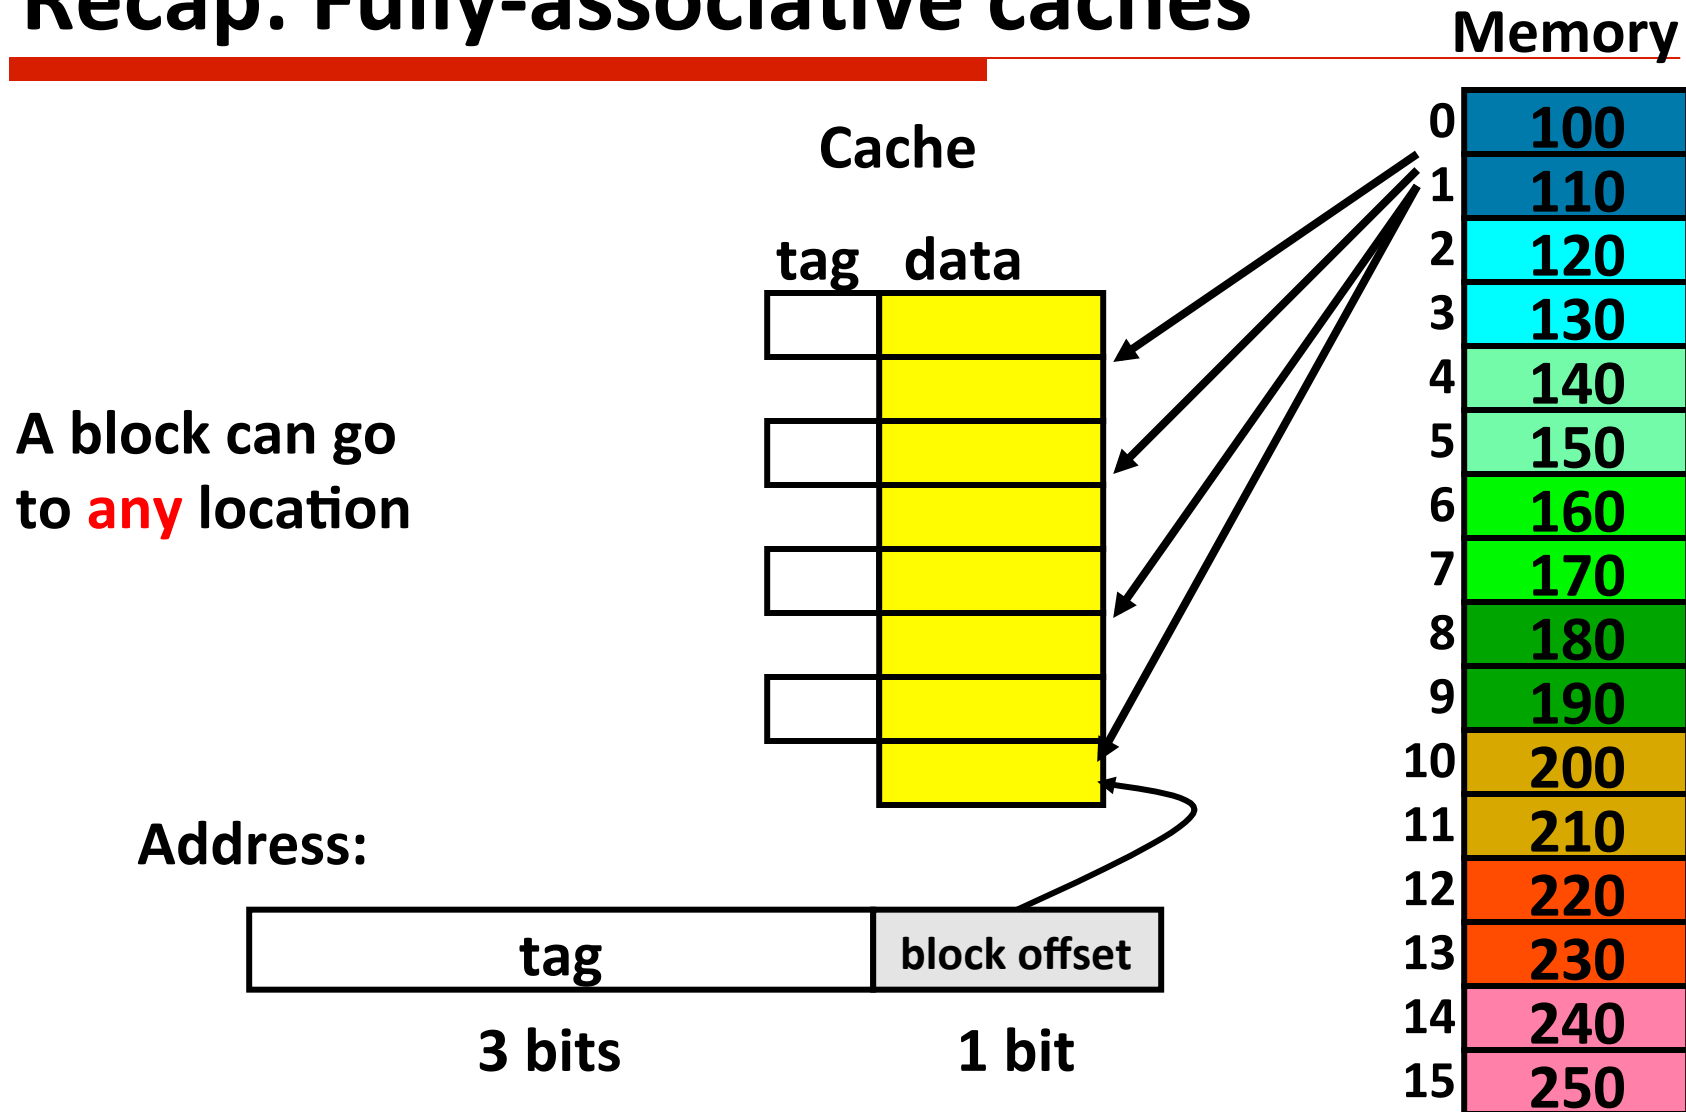 Recap: Fully-associative caches
Memory
Cache
tag data
A block can go
to any location
Address:
tag
block offset
3 bits
1 bit
0 100
1 110
2 120
3 130
4 140
5 150
6 160
7 170
8 180
9 190
10 200
11 210
12 220
13 230
14 240
15 250